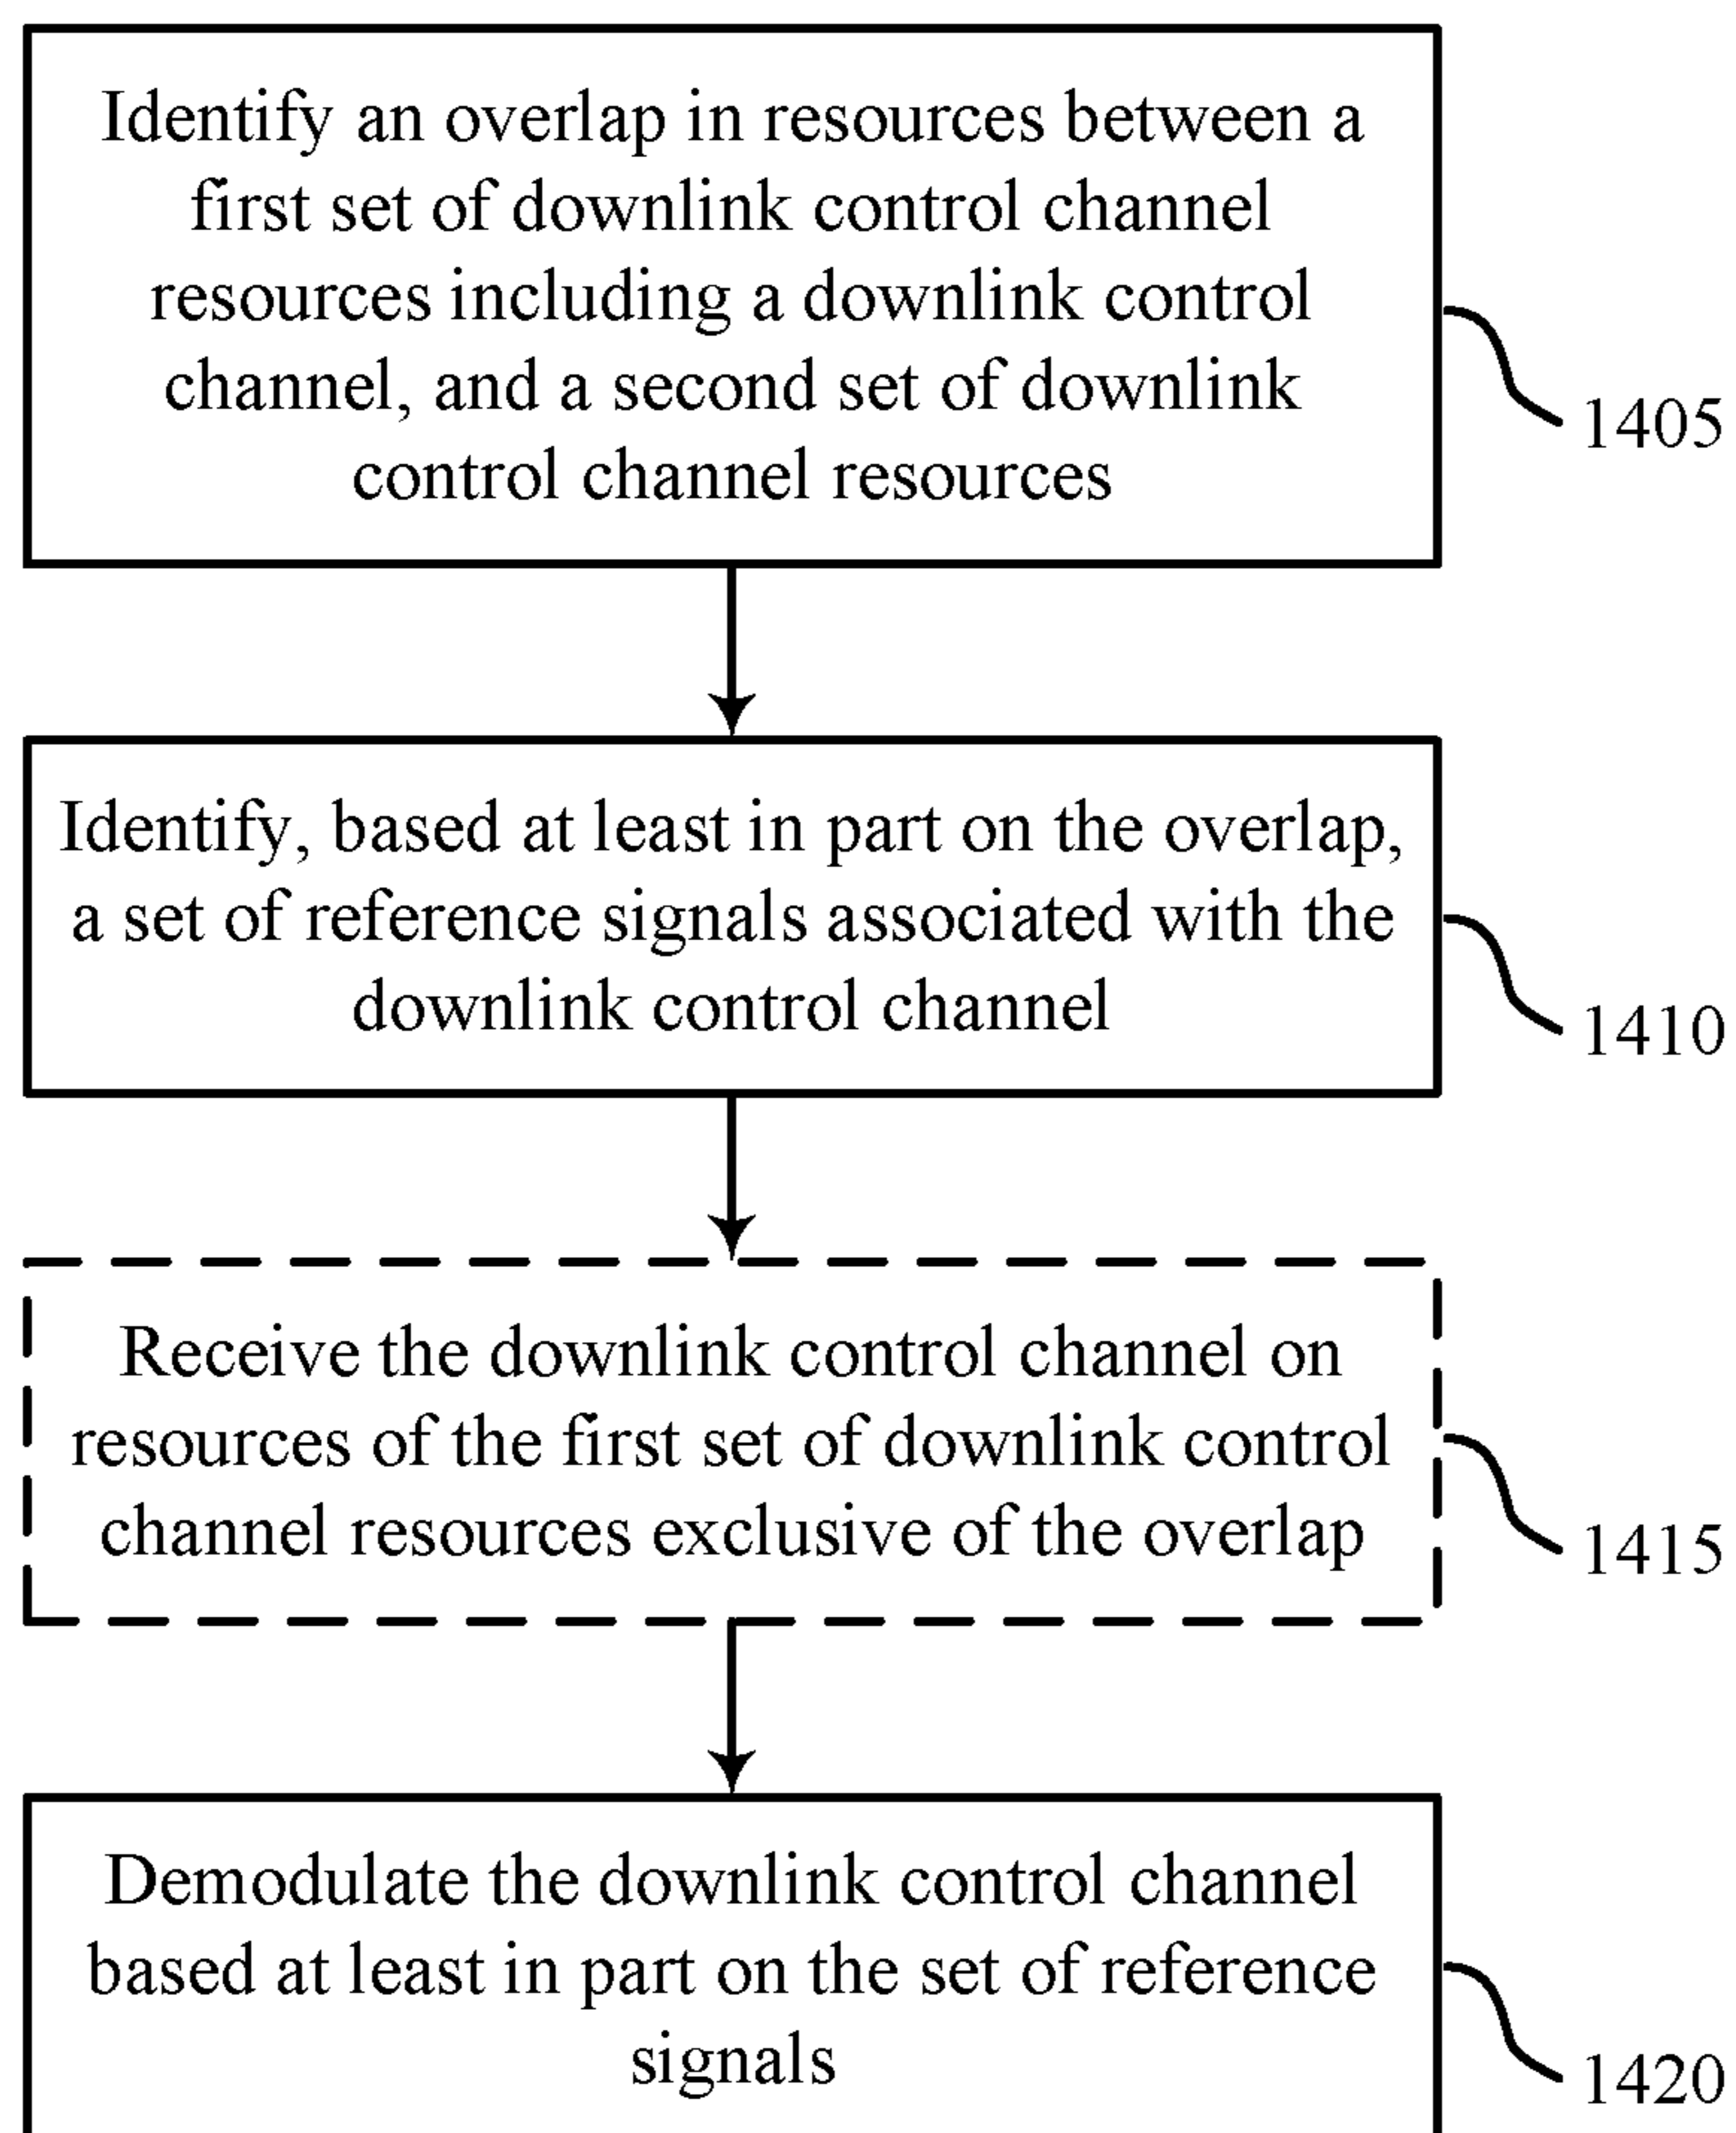 Identify an overlap in resources between a
first set of downlink control channel
resources including a downlink control
channel, and a second set of downlink
control channel resources
1405
Identify, based at least in part on the overlap,
a set of reference signals associated with the
downlink control channel
1410
Receive the downlink control channel on
resources of the first set of downlink control
channel resources exclusive of the overlap
1415
Demodulate the downlink control channel
based at least in part on the set of reference
signals
1420